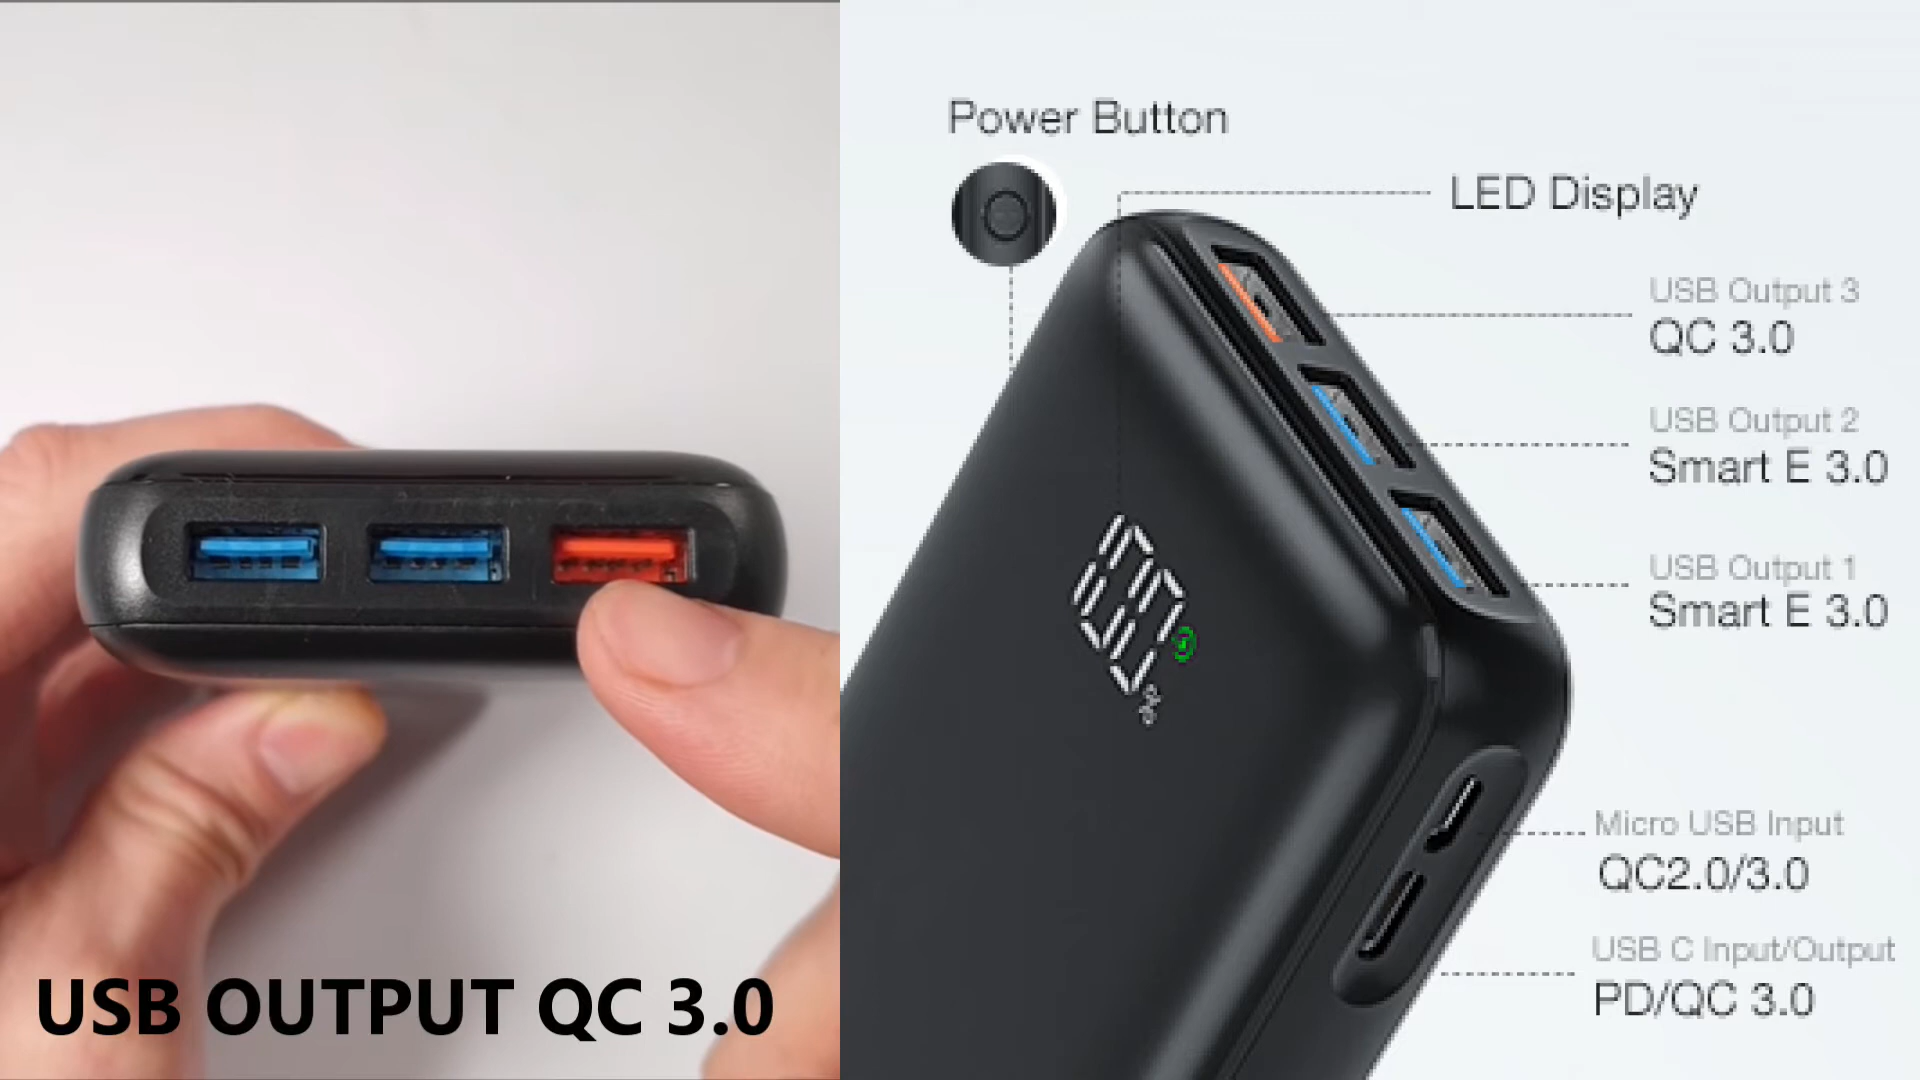 USB OUTPUT QC 3.0
Power Button
LED Display
USB Output 3
QC 3.0
USB Output 2
Smart E 3.0
USB Output 1
Smart E 3.0
100%
Micro USB Input
QC2.0/3.0
USB C Input/Output
PD/QC 3.0